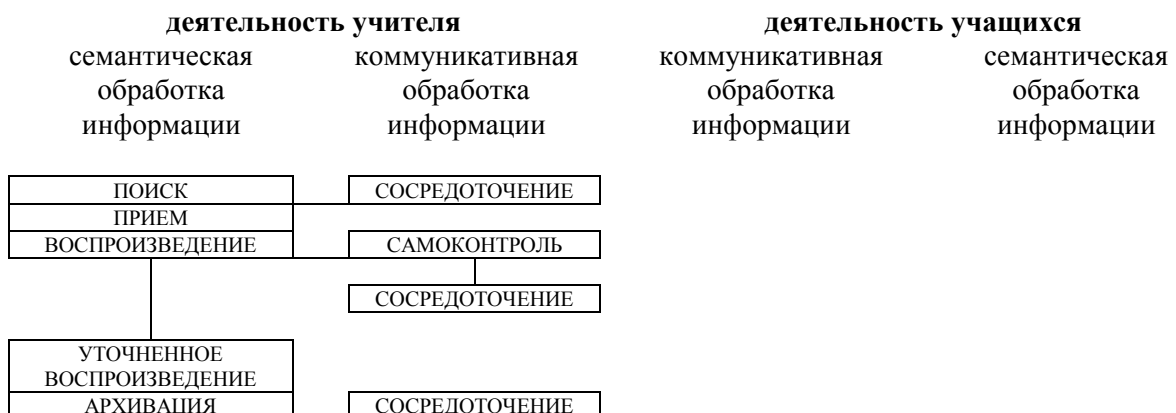 деятельность учителя деятельность учащихся
семантическая коммуникативная коммуникативная семантическая
обработка обработка обработка обработка
информации информации информации информации
ПОИСК СОСРЕДОТОЧЕНИЕ
ПРИЕМ
ВОСПРОИЗВЕДЕНИЕ САМОКОНТРОЛЬ
СОСРЕДОТОЧЕНИЕ
УТОЧНЕННОЕ
ВОСПРОИЗВЕДЕНИЕ
АРХИВАЦИЯ СОСРЕДОТОЧЕНИЕ